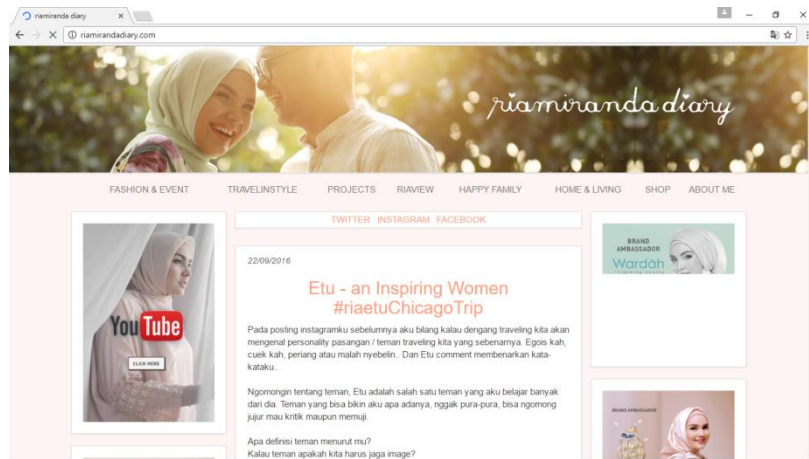 riamiranda diary
riamirandadiary.com
riamiranda diary
FASHION & EVENT TRAVELINSTYLE PROJECTS RIAVIEW HAPPY FAMILY HOME & LIVING SHOP ABOUT ME
TWITTER INSTAGRAM FACEBOOK
YouTube
CLICK HERE
22/09/2016
Etu - an Inspiring Women
#riaetuChicagoTrip
Pada posting instagramku sebelumnya aku bilang kalau dengang traveling kita akan
mengenal personality pasangan / teman traveling kita yang sebenarnya. Egois kah,
cuek kah, periang atau malah nyebelin.. Dan Etu comment membenarkan kata-
kataku..
Ngomongin tentang teman, Etu adalah salah satu teman yang aku belajar banyak
dari dia. Teman yang bisa bikin aku apa adanya, nggak pura-pura, bisa ngomong
jujur mau kritik maupun memuji.
Apa definisi teman menurut mu?
Kalau teman apakah kita harus jaga image?
BRAND
AMBASSADOR
Wardah
BRAND AMBASSADOR